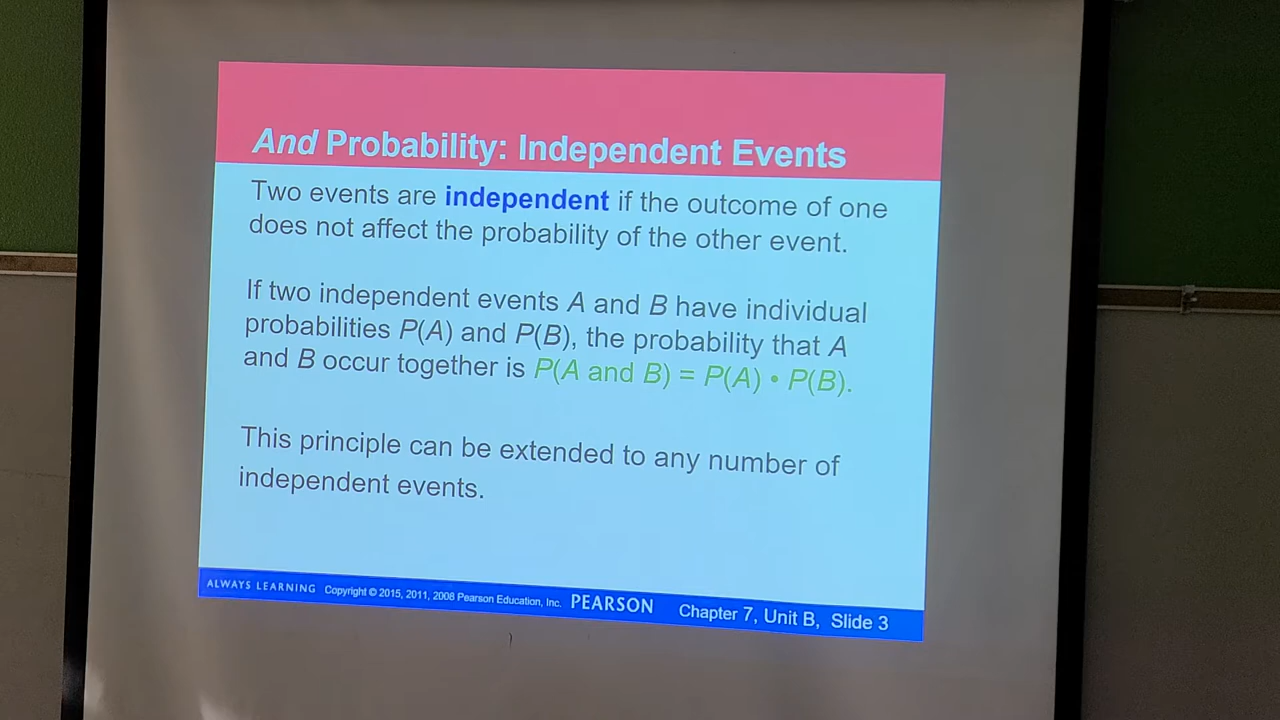 And Probability: Independent Events
Two events are independent if the outcome of one
does not affect the probability of the other event.
If two independent events A and B have individual
probabilities P(A) and P(B), the probability that A
and B occur together is P(A and B) = P(A) • P(B).
This principle can be extended to any number of
independent events.
ALWAYS LEARNING Copyright © 2015, 2011, 2008 Pearson Education, Inc. PEARSON Chapter 7, Unit B, Slide 3